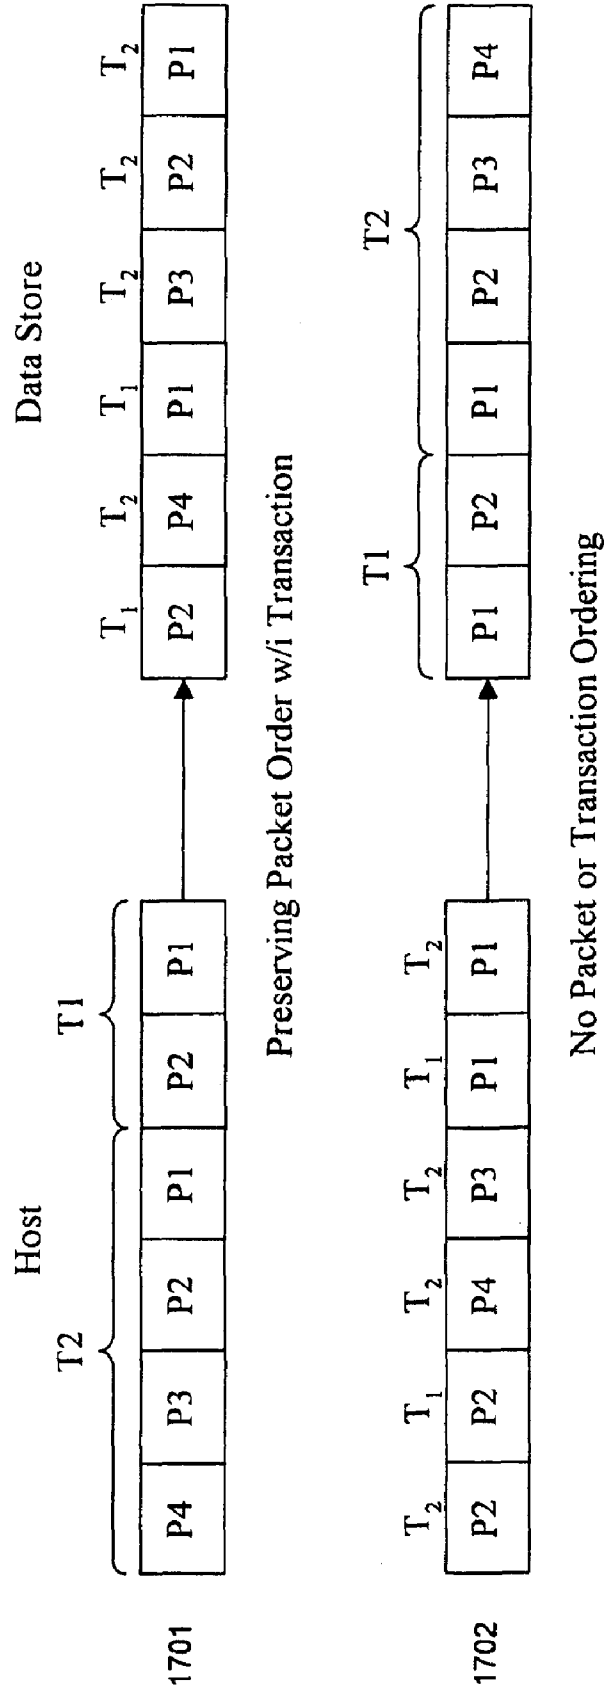 Host Data Store
T2 T1 T1 T2 T1 T2 T2 T2
1701 P4 P3 P2 P1 P2 P1 P2 P4 P1 P3 P2 P1
Preserving Packet Order w/i Transaction
T2 T1 T2 T2 T1 T2 T1 T2
1702 P2 P2 P4 P3 P1 P1 P1 P2 P1 P2 P3 P4
No Packet or Transaction Ordering